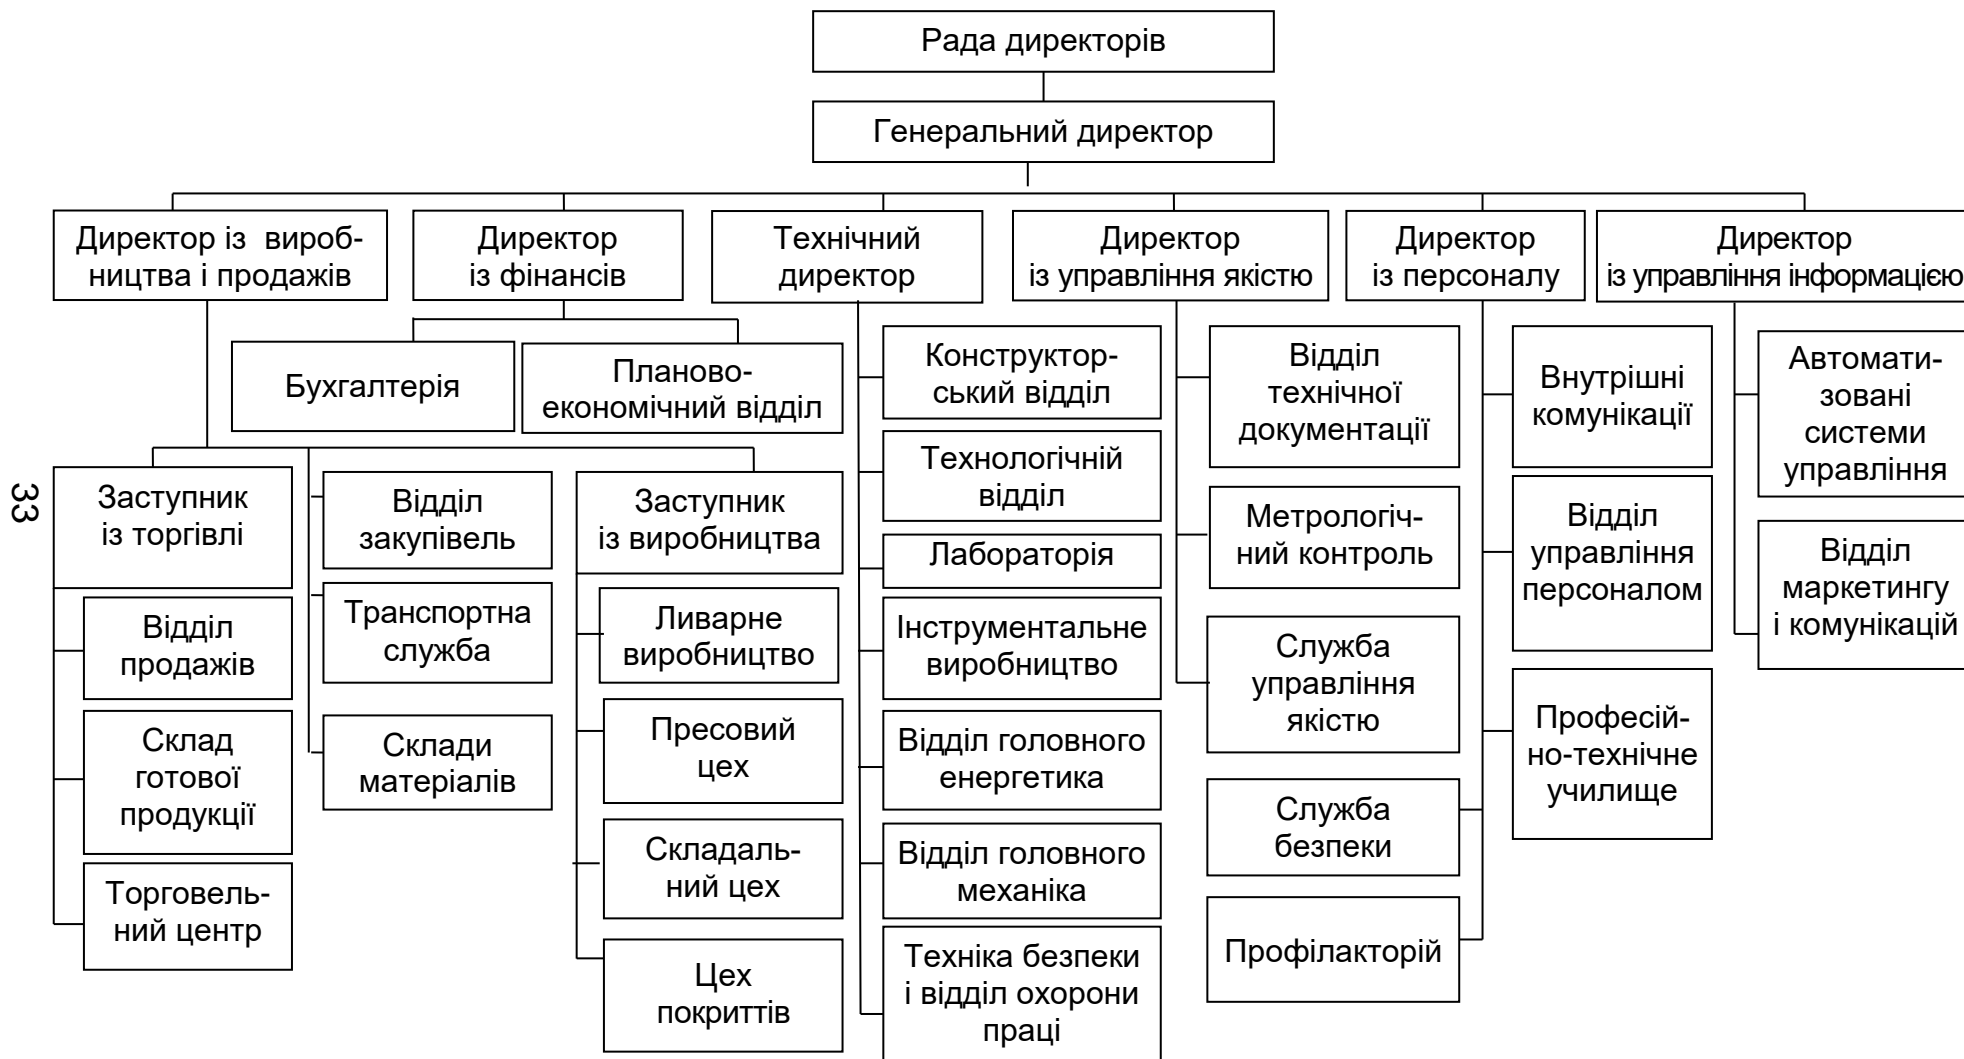 Рада директорів
Генеральний директор
Директор із вироб-
ництва і продажів
Директор
із фінансів
Технічний
директор
Директор
із управління якістю
Директор
із персоналу
Директор
із управління інформацією
Бухгалтерія
Планово-
економічний відділ
Заступник
із торгівлі
Відділ
продажів
Склад
готової
продукції
Торговель-
ний центр
Відділ
закупівель
Транспортна
служба
Склади
матеріалів
Заступник
із виробництва
Ливарне
виробництво
Пресовий
цех
Складаль-
ний цех
Цех
покриттів
Конструктор-
ський відділ
Технологічній
відділ
Лабораторія
Інструментальне
виробництво
Відділ головного
енергетика
Відділ головного
механіка
Техніка безпеки
і відділ охорони
праці
Відділ
технічної
документації
Метрологіч-
ний контроль
Служба
управління
якістю
Служба
безпеки
Профілакторій
Внутрішні
комунікації
Відділ
управління
персоналом
Професій-
но-технічне
училище
Автомати-
зовані
системи
управління
Відділ
маркетингу
і комунікацій
33